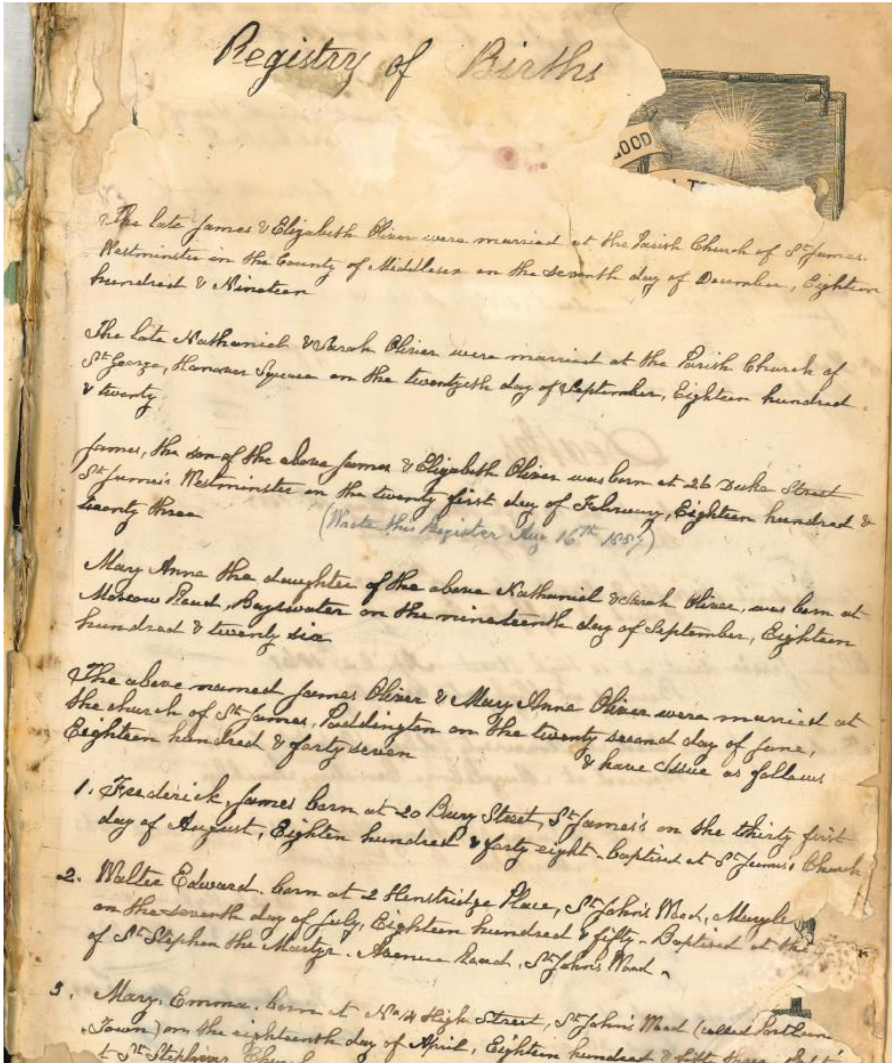 Registry of Births
LOOD
The late James & Elizabeth Oliver were married at the Parish Church of St James
Westminster in the County of Middlesex on the seventh day of December, Eighteen
hundred & Nineteen
The late Nathaniel & Sarah Oliver were married at the Parish Church of
St George, Hanover Square on the twentyeth day of September, Eighteen hundred
& twenty
James, the son of the above James & Elizabeth Oliver was born at 26 Duke Street
St James's Westminster on the twenty first day of February, Eighteen hundred &
twenty three
(Wrote this Register Aug 16th 1887)
Mary Anne the daughter of the above Nathaniel & Sarah Oliver, was born at
Moscow Road, Bayswater on the nineteenth day of September, Eighteen
hundred & twenty six
The above named James Oliver & Mary Anne Oliver were married at
the church of St James, Paddington on the twenty second day of June,
Eighteen hundred & forty seven & have issue as follows
1. Frederick, James born at 20 Bury Street, St James's on the thirty first
day of August, Eighten hundred & forty eight - baptised at St James's Church
2. Walter Edward. born at 2 Henstridge Place, St John's Wood, Maryle
on the seventh day of July, Eighteen hundred & fifty - Baptised at the
of St Stephen the Martyr. Avenue Road, St John's Wood
3. Mary, Emma. born at No 14 High Street, St John's Wood (called Portland
Town) on the eighteenth day of April, Eighteen hundred & fifty three
at St Stephens Church